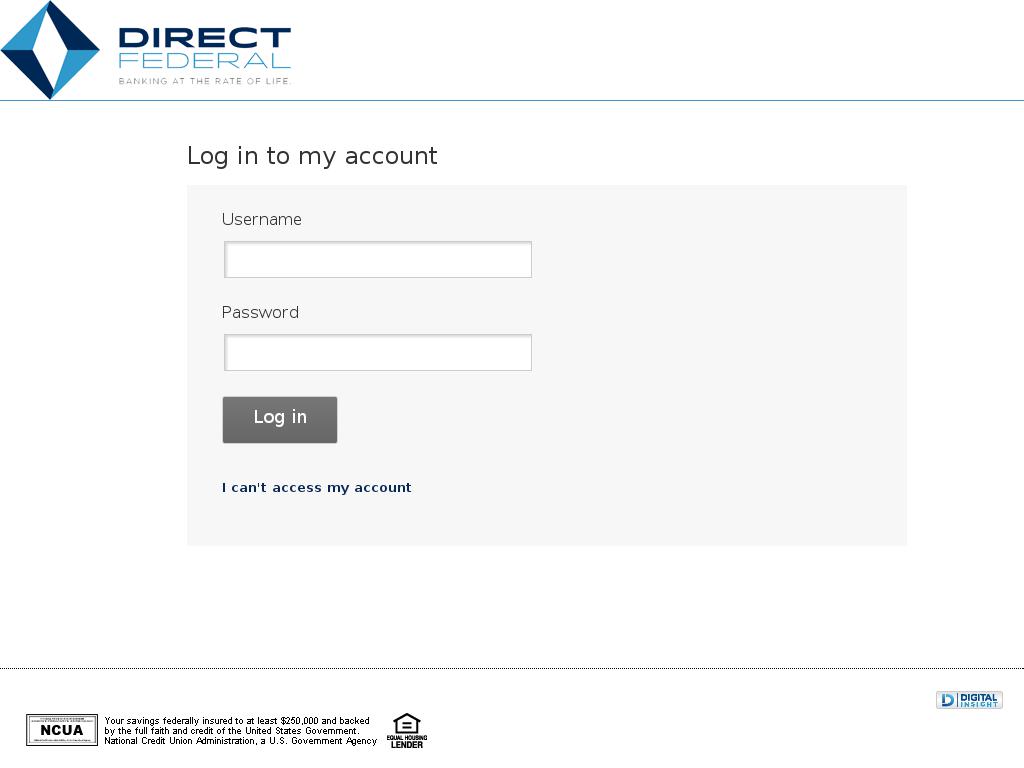 DIRECT
FEDERAL
BANKING AT THE RATE OF LIFE.
Log in to my account
Username
Password
Log in
I can't access my account
DIGITAL
INSIGHT
NCUA
Your savings federally insured to at least $250,000 and backed
by the full faith and credit of the United States Government.
National Credit Union Administration, a U.S. Government Agency
EQUAL HOUSING
LENDER